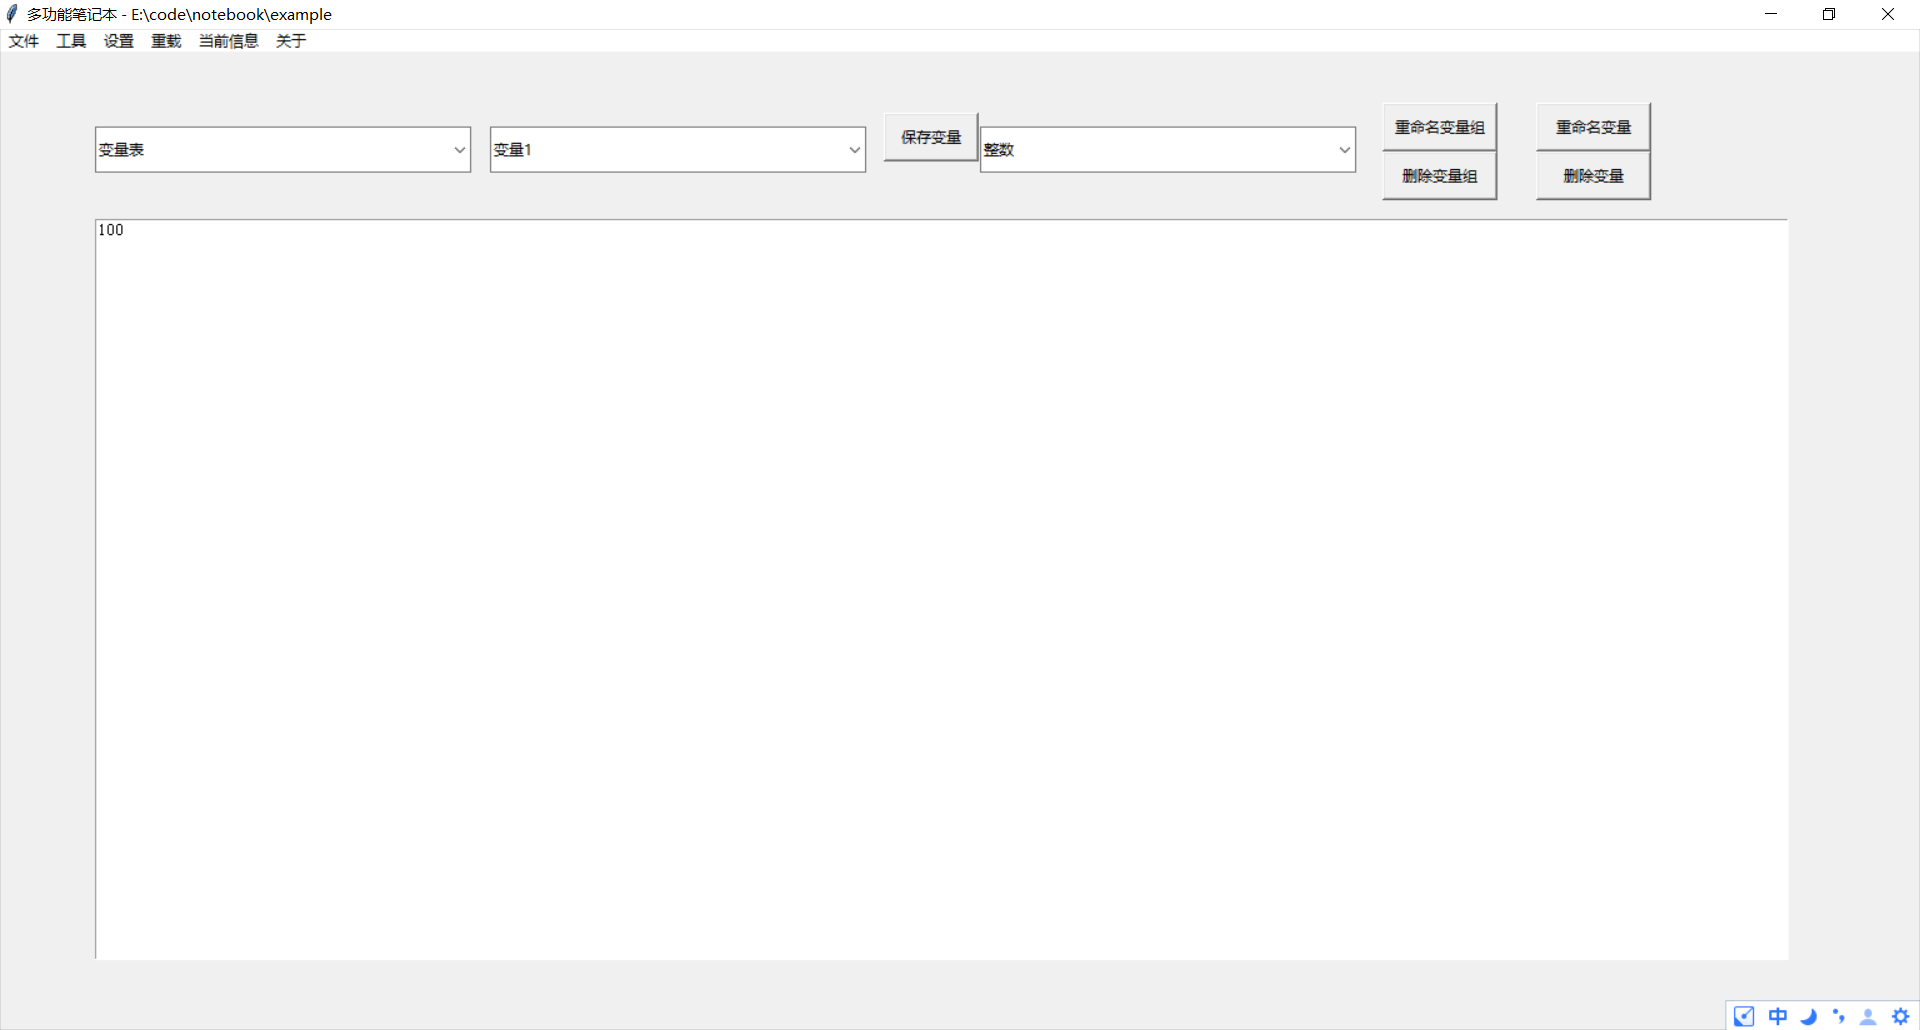 多功能笔记本 - E:\code\notebook\example
文件 工具 设置 重载 当前信息 关于
变量表
变量1
保存变量
整数
重命名变量组
重命名变量
删除变量组
删除变量
100
中